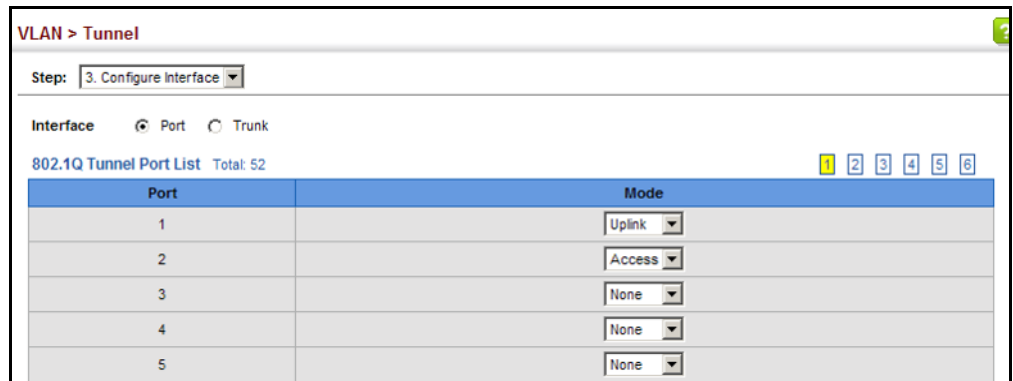 VLAN > Tunnel
?
Step: 3. Configure Interface
Interface Port Trunk
802.1Q Tunnel Port List Total: 52 1 2 3 4 5 6
Port Mode
1 Uplink
2 Access
3 None
4 None
5 None